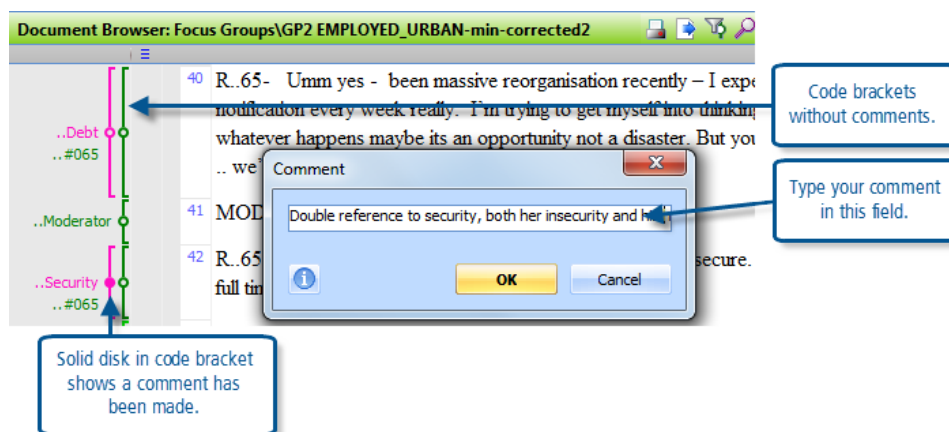 Document Browser: Focus Groups\GP2 EMPLOYED_URBAN-min-corrected2
40 R..65- Umm yes - been massive reorganisation recently – I expe
notification every week really. I'm trying to get myself into thinking
whatever happens maybe its an opportunity not a disaster. But you
.. we'
..Debt
..#065
Comment
Double reference to security, both her insecurity and
OK
Cancel
41 MOD
..Moderator
42 R..65
secure.
full tim
..Security
..#065
Code brackets
without comments.
Type your comment
in this field.
Solid disk in code bracket
shows a comment has
been made.